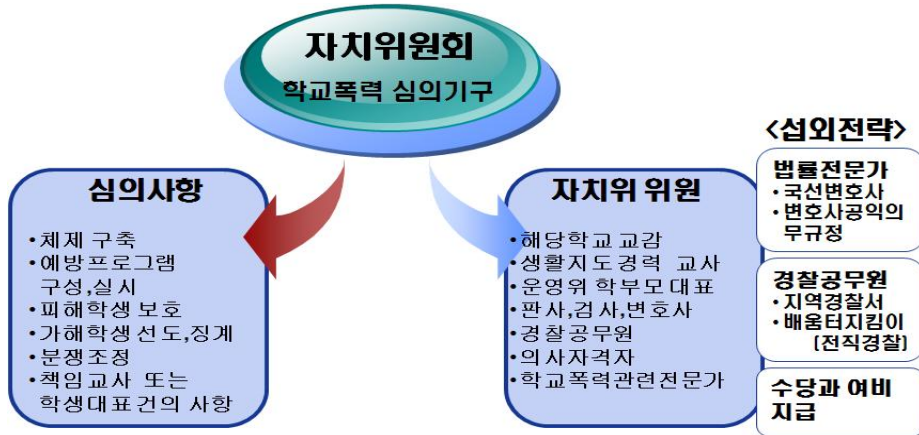 자치위원회
학교폭력 심의기구
심의사항
•체제 구축
•예방프로그램
구성,실시
•피해학생 보호
•가해학생 선도,징계
•분쟁조정
•책임교사 또는
학생대표건의 사항
자치위 위원
•해당학교 교감
•생활지도경력 교사
•운영위 학부모 대표
•판사,검사,변호사
•경찰공무원
•의사자격자
•학교폭력관련전문가
<섭외전략>
법률전문가
•국선변호사
•변호사공익의
무규정
경찰공무원
•지역경찰서
•배움터지킴이
(전직경찰)
수당과 여비
지급